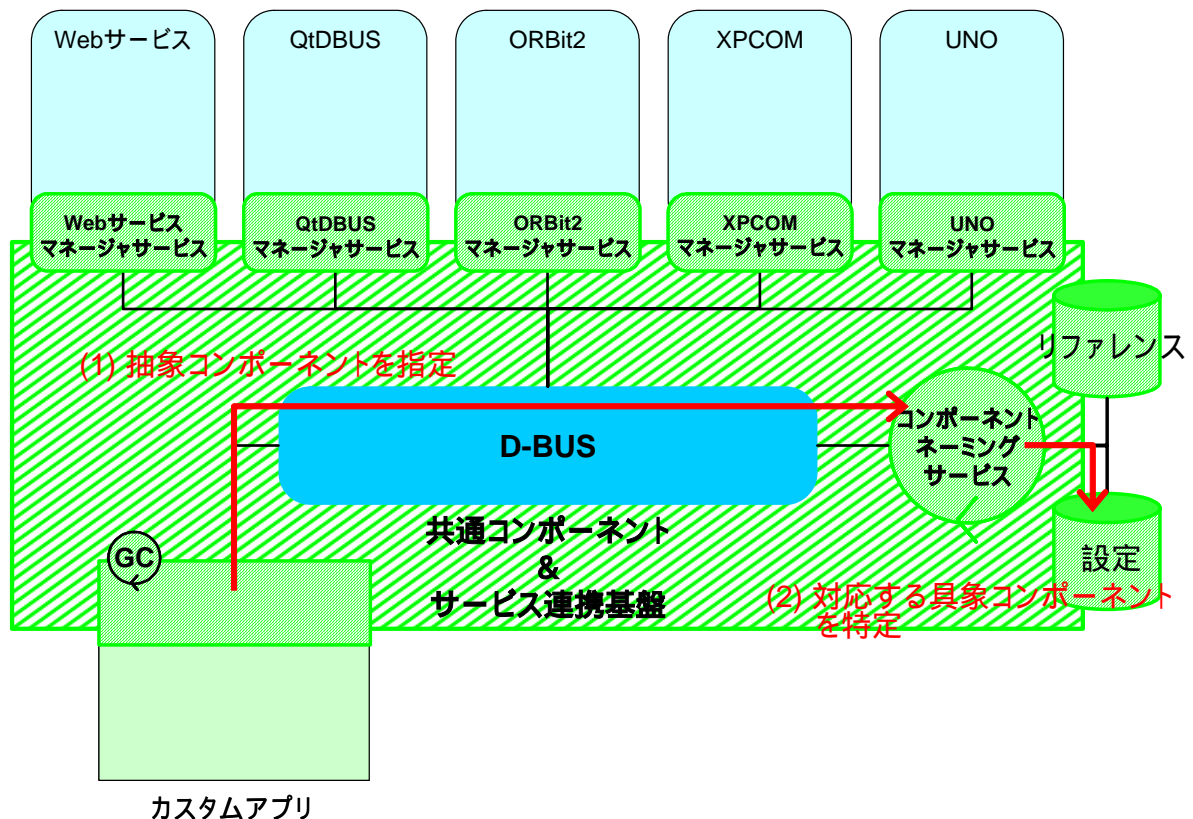 Webサービス
QtDBUS
ORBit2
XPCOM
UNO
Webサービス
マネージャサービス
QtDBUS
マネージャサービス
ORBit2
マネージャサービス
XPCOM
マネージャサービス
UNO
マネージャサービス
リファレンス
(1) 抽象コンポーネントを指定
コンポーネント
ネーミング
サービス
D-BUS
共通コンポーネント
&
サービス連携基盤
GC
設定
(2) 対応する具象コンポーネント
を特定
カスタムアプリ